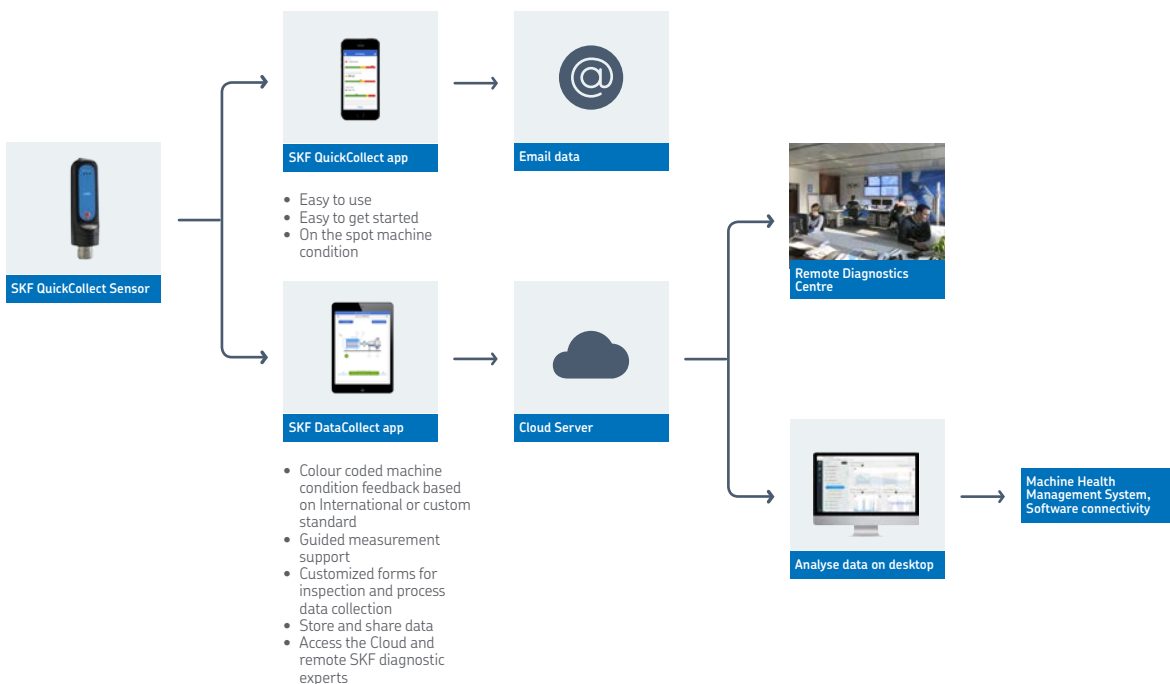 SKF QuickCollect Sensor
SKF QuickCollect app
• Easy to use
• Easy to get started
• On the spot machine
condition
@
Email data
SKF DataCollect app
• Colour coded machine
condition feedback based
on International or custom
standard
• Guided measurement
support
• Customized forms for
inspection and process
data collection
• Store and share data
• Access the Cloud and
remote SKF diagnostic
experts
Cloud Server
Remote Diagnostics
Centre
Analyse data on desktop
Machine Health
Management System,
Software connectivity